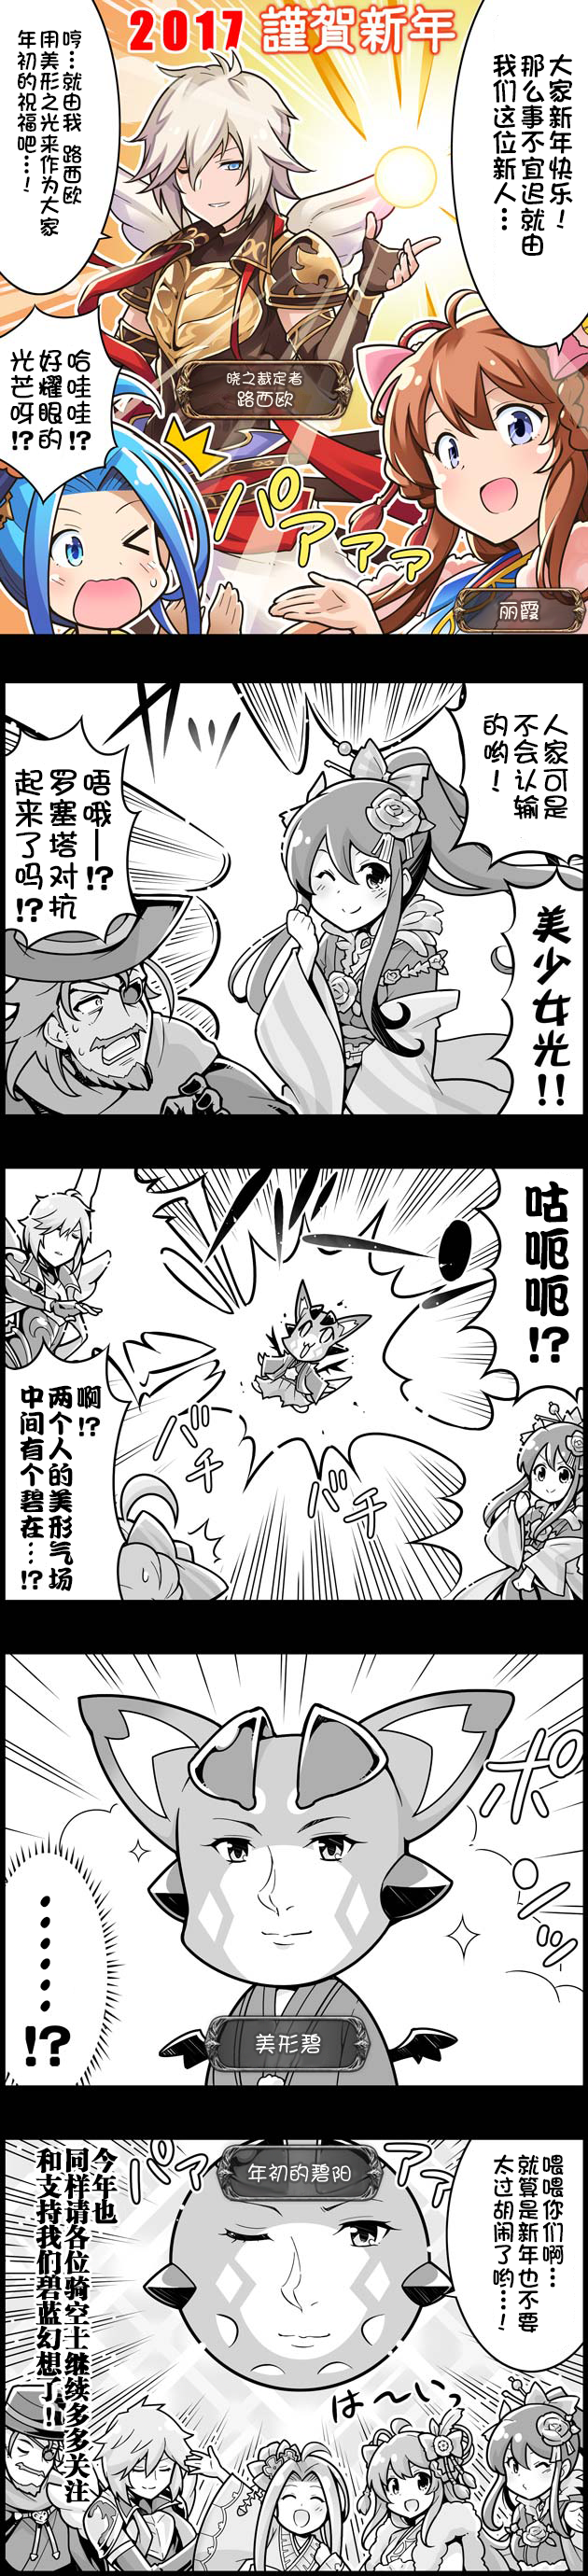 2017 謹賀新年
大家新年快乐！
那么事不宜迟就由
我们这位新人…
哼…就由我 路西欧
用美形之光来作为大家
年初的祝福吧…！
晓之裁定者
路西欧
哈哇哇⁉
好耀眼的
光芒呀⁉
パァァァ
丽霞
人家可是
不会认输
的哟！
美少女光!!
唔哦—⁉
罗塞塔对抗
起来了吗⁉
咕呃呃⁉
バチ
バチ
啊⁉
两个人的美形气场
中间有个碧在…⁉
ポンッ
……⁉
美形碧
喂喂你们啊…
就算是新年也不要
太过胡闹了哟…！
年初的碧阳
パァァァ
は～いっ
今年也
同样请各位骑空士继续多多关注
和支持我们碧蓝幻想了!!